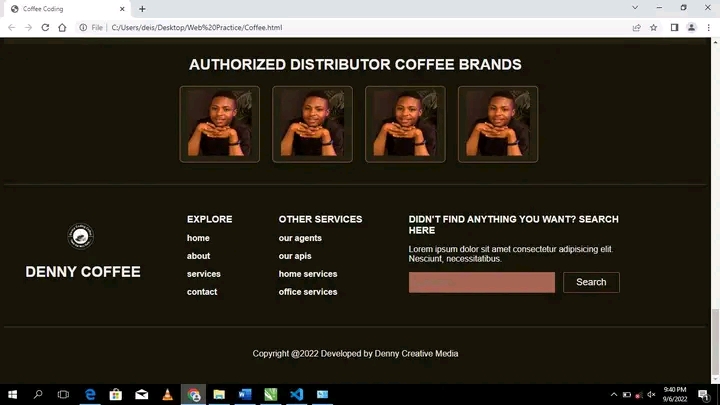 Coffee Coding
File | C:/Users/deis/Desktop/Web%20Practice/Coffee.html
AUTHORIZED DISTRIBUTOR COFFEE BRANDS
DENNY COFFEE
EXPLORE
home
about
services
contact
OTHER SERVICES
our agents
our apis
home services
office services
DIDN'T FIND ANYTHING YOU WANT? SEARCH
HERE
Lorem ipsum dolor sit amet consectetur adipisicing elit.
Nesciunt, necessitatibus.
Search
Copyright @2022 Developed by Denny Creative Media
9:40 PM
9/6/2022